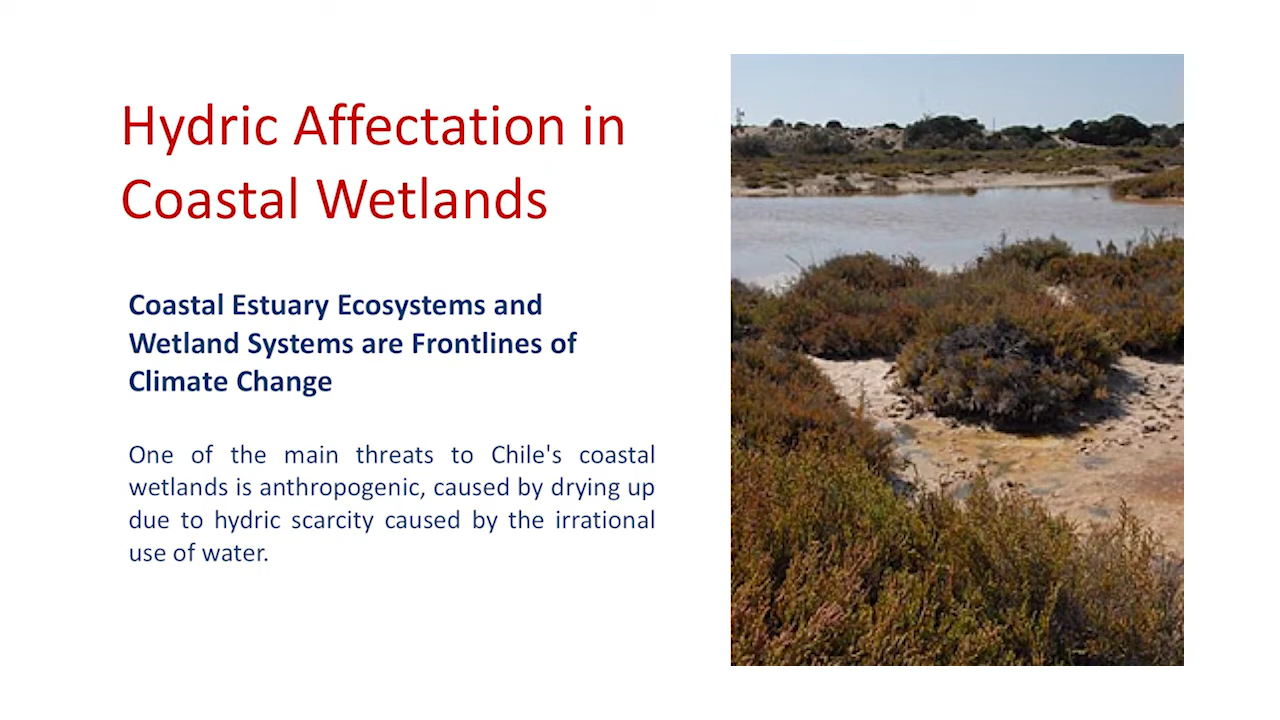 Hydric Affectation in
Coastal Wetlands
Coastal Estuary Ecosystems and
Wetland Systems are Frontlines of
Climate Change
One of the main threats to Chile's coastal
wetlands is anthropogenic, caused by drying up
due to hydric scarcity caused by the irrational
use of water.